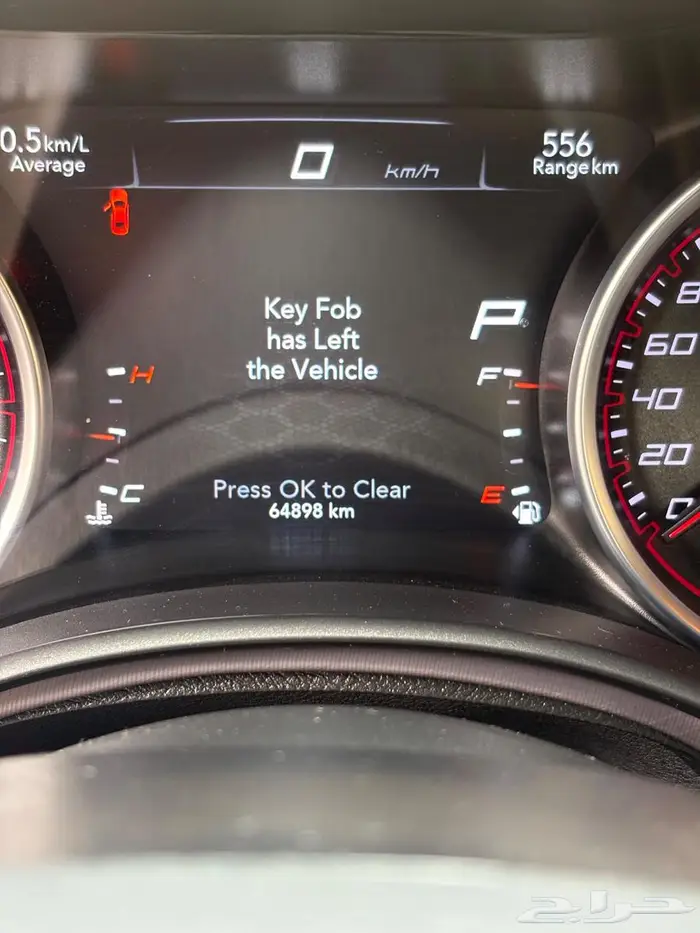 0.5km/L
Average
0
km/h
556
Range km
Key Fob
has Left
the Vehicle
P
H
F
C
E
Press OK to Clear
64898 km
8
60
40
20
0
حراج